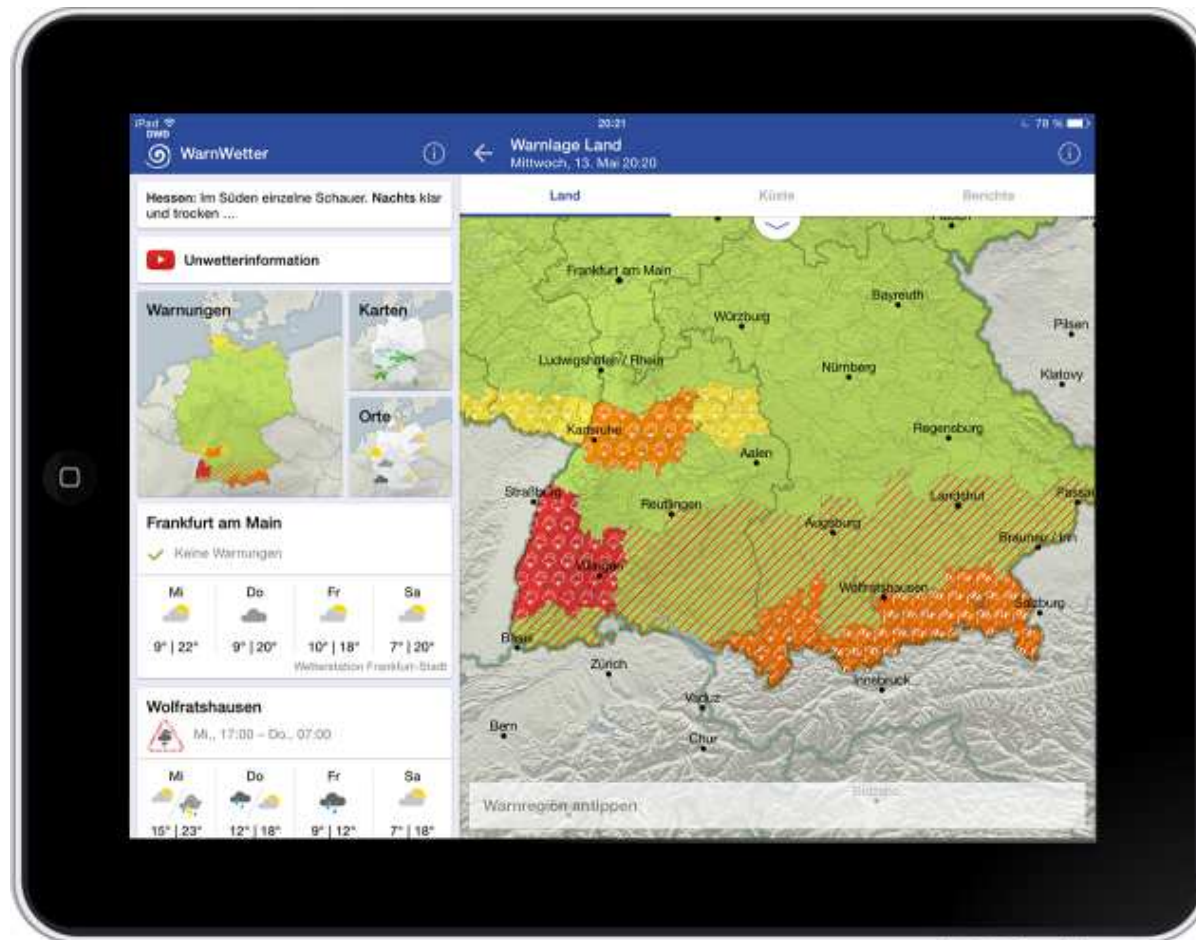 iPad
20:21
78 %
DWD
WarnWetter
Warnlage Land
Mittwoch, 13. Mai 20:20
Hessen: Im Süden einzelne Schauer. Nachts klar
und trocken ...
Unwetterinformation
Warnungen
Karten
Orte
Frankfurt am Main
Keine Warnungen
Mi
Do
Fr
Sa
9° | 22°
9° | 20°
10° | 18°
7° | 20°
Wetterstation Frankfurt-Stadt
Wolfratshausen
Mi., 17:00 – Do., 07:00
Mi
Do
Fr
Sa
15° | 23°
12° | 18°
9° | 12°
7° | 18°
Land
Küste
Berichte
Frankfurt am Main
Bayreuth
Würzburg
Pilsen
Ludwigshafen / Rhein
Nürnberg
Klatovy
Karlsruhe
Regensburg
Aalen
Straßburg
Reutlingen
Landshut
Passau
Augsburg
Braunau / Inn
Villingen
Wolfratshausen
Salzburg
Basel
Zürich
Innsbruck
Vaduz
Bern
Chur
Warnregion antippen